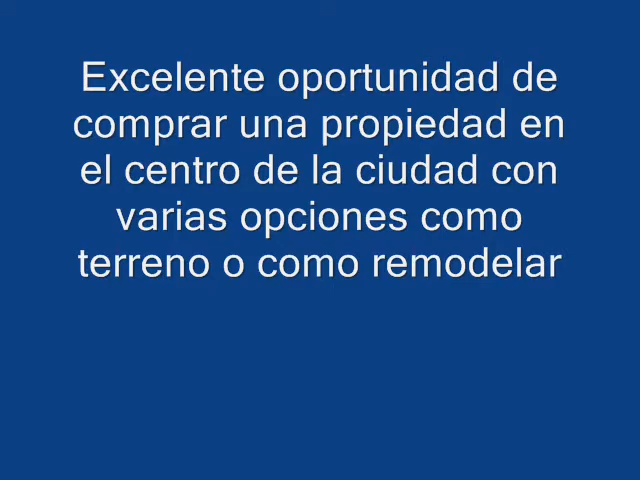 Excelente oportunidad de
comprar una propiedad en
el centro de la ciudad con
varias opciones como
terreno o como remodelar